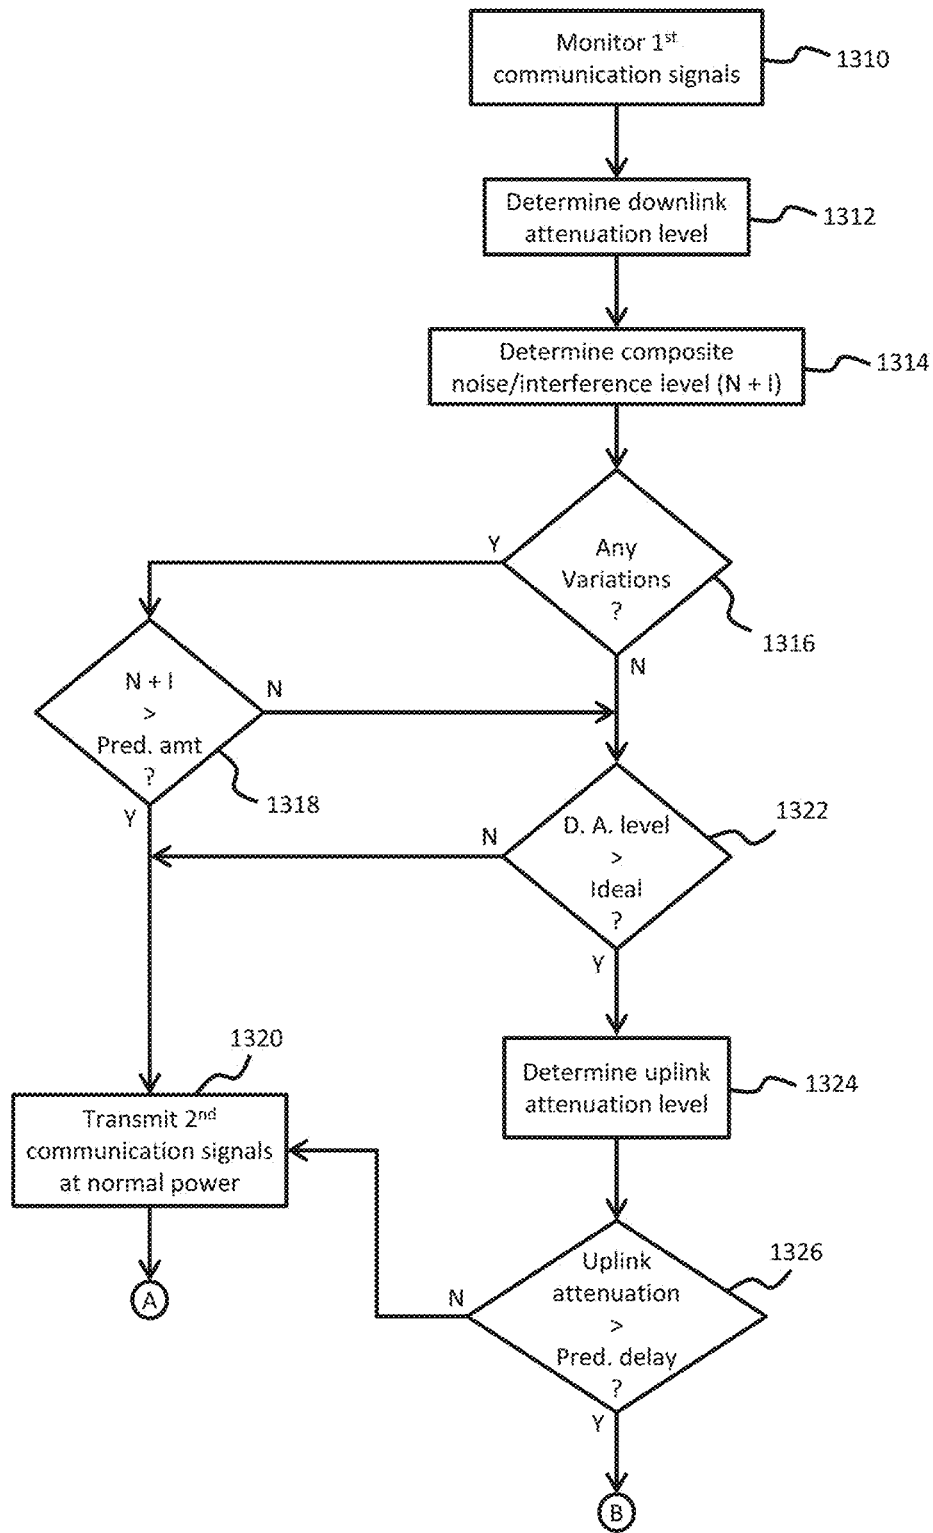 Monitor 1st
communication signals
1310
Determine downlink
attenuation level
1312
Determine composite
noise/interference level (N + I)
1314
Any
Variations
?
Y
N
1316
N + I
>
Pred. amt
?
N
Y
1318
D. A. level
>
Ideal
?
N
Y
1322
1320
Transmit 2nd
communication signals
at normal power
A
Determine uplink
attenuation level
1324
Uplink
attenuation
>
Pred. delay
?
N
Y
1326
B